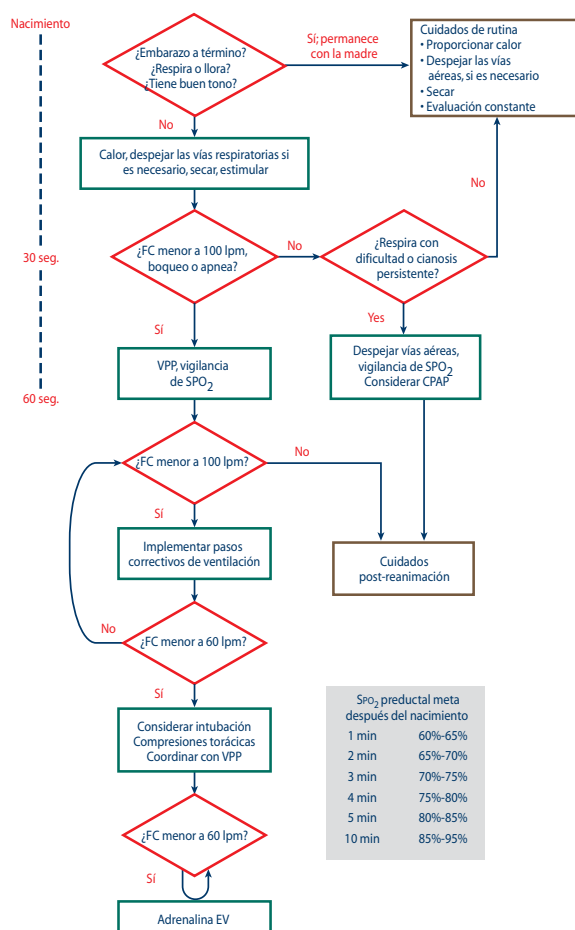 Nacimiento
¿Embarazo a término?
¿Respira o llora?
¿Tiene buen tono?
Sí; permanece
con la madre
Cuidados de rutina
• Proporcionar calor
• Despejar las vías
aéreas, si es necesario
• Secar
• Evaluación constante
No
Calor, despejar las vías respiratorias si
es necesario, secar, estimular
No
30 seg.
¿FC menor a 100 lpm,
boqueo o apnea?
No
¿Respira con
dificultad o cianosis
persistente?
Sí
Yes
VPP, vigilancia
de SPO2
Despejar vías aéreas,
vigilancia de SPO2
Considerar CPAP
60 seg.
¿FC menor a 100 lpm?
No
Sí
Implementar pasos
correctivos de ventilación
Cuidados
post-reanimación
No
¿FC menor a 60 lpm?
Sí
Considerar intubación
Compresiones torácicas
Coordinar con VPP
SPO2 preductal meta
después del nacimiento
1 min 60%-65%
2 min 65%-70%
3 min 70%-75%
4 min 75%-80%
5 min 80%-85%
10 min 85%-95%
¿FC menor a 60 lpm?
Sí
Adrenalina EV